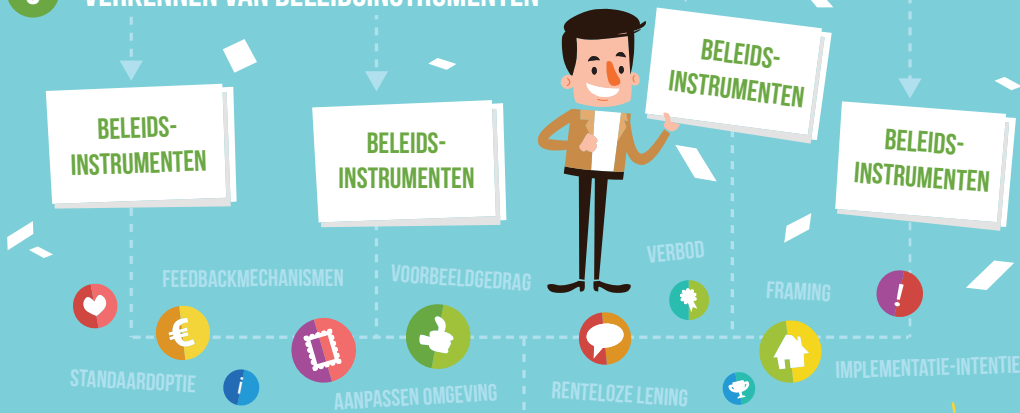 VERKENNEN VAN BELEIDSINSTRUMENTEN
BELEIDS-
INSTRUMENTEN
BELEIDS-
INSTRUMENTEN
BELEIDS-
INSTRUMENTEN
BELEIDS-
INSTRUMENTEN
FEEDBACKMECHANISMEN
VOORBEELDGEDRAG
VERBOD
FRAMING
STANDAARDOPTIE
AANPASSEN OMGEVING
RENTELOZE LENING
IMPLEMENTATIE-INTENTIE
€
i
!